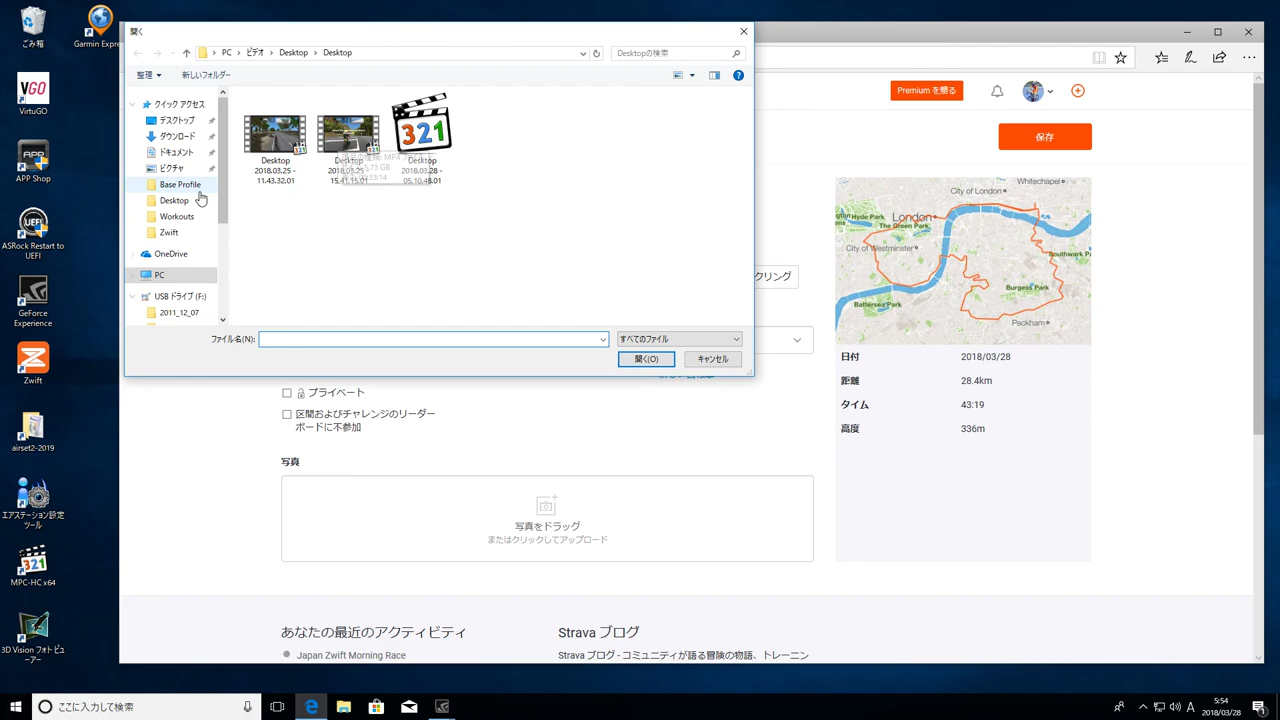 ごみ箱
Garmin Expre
VGO
VirtuGO
APP Shop
UEFI
ASRock Restart to
UEFI
GeForce
Experience
Zwift
airset2-2019
エアステーション設定
ツール
321
MPC-HC x64
3D Vision フォト ビュ
ーアー
開く
PC
ビデオ
Desktop
Desktop
Desktopの検索
整理
新しいフォルダー
クイック アクセス
デスクトップ
ダウンロード
ドキュメント
ピクチャ
Base Profile
Desktop
Workouts
Zwift
OneDrive
PC
USB ドライブ (F:)
2011_12_07
321
Desktop
2018.03.25 -
11.43.32.01
Desktop
2018.03.25 -
15.41.15.01
Desktop
2018.03.28 -
05.10.48.01
ファイル名(N):
すべてのファイル
開く(O)
キャンセル
Premium を贈る
保存
クリング
プライベート
区間およびチャレンジのリーダー
ボードに不参加
写真
写真をドラッグ
またはクリックしてアップロード
City of London
Whitechapel
Hyde Park
London
The Green Park
City of Westminster
Southwark Park
Bermondsey
Burgess Park
Battersea Park
Peckham
日付 2018/03/28
距離 28.4km
タイム 43:19
高度 336m
あなたの最近のアクティビティ
Japan Zwift Morning Race
Strava ブログ
Strava ブログ - コミュニティが語る冒険の物語、トレーニン
ここに入力して検索
A
5:54
2018/03/28
1